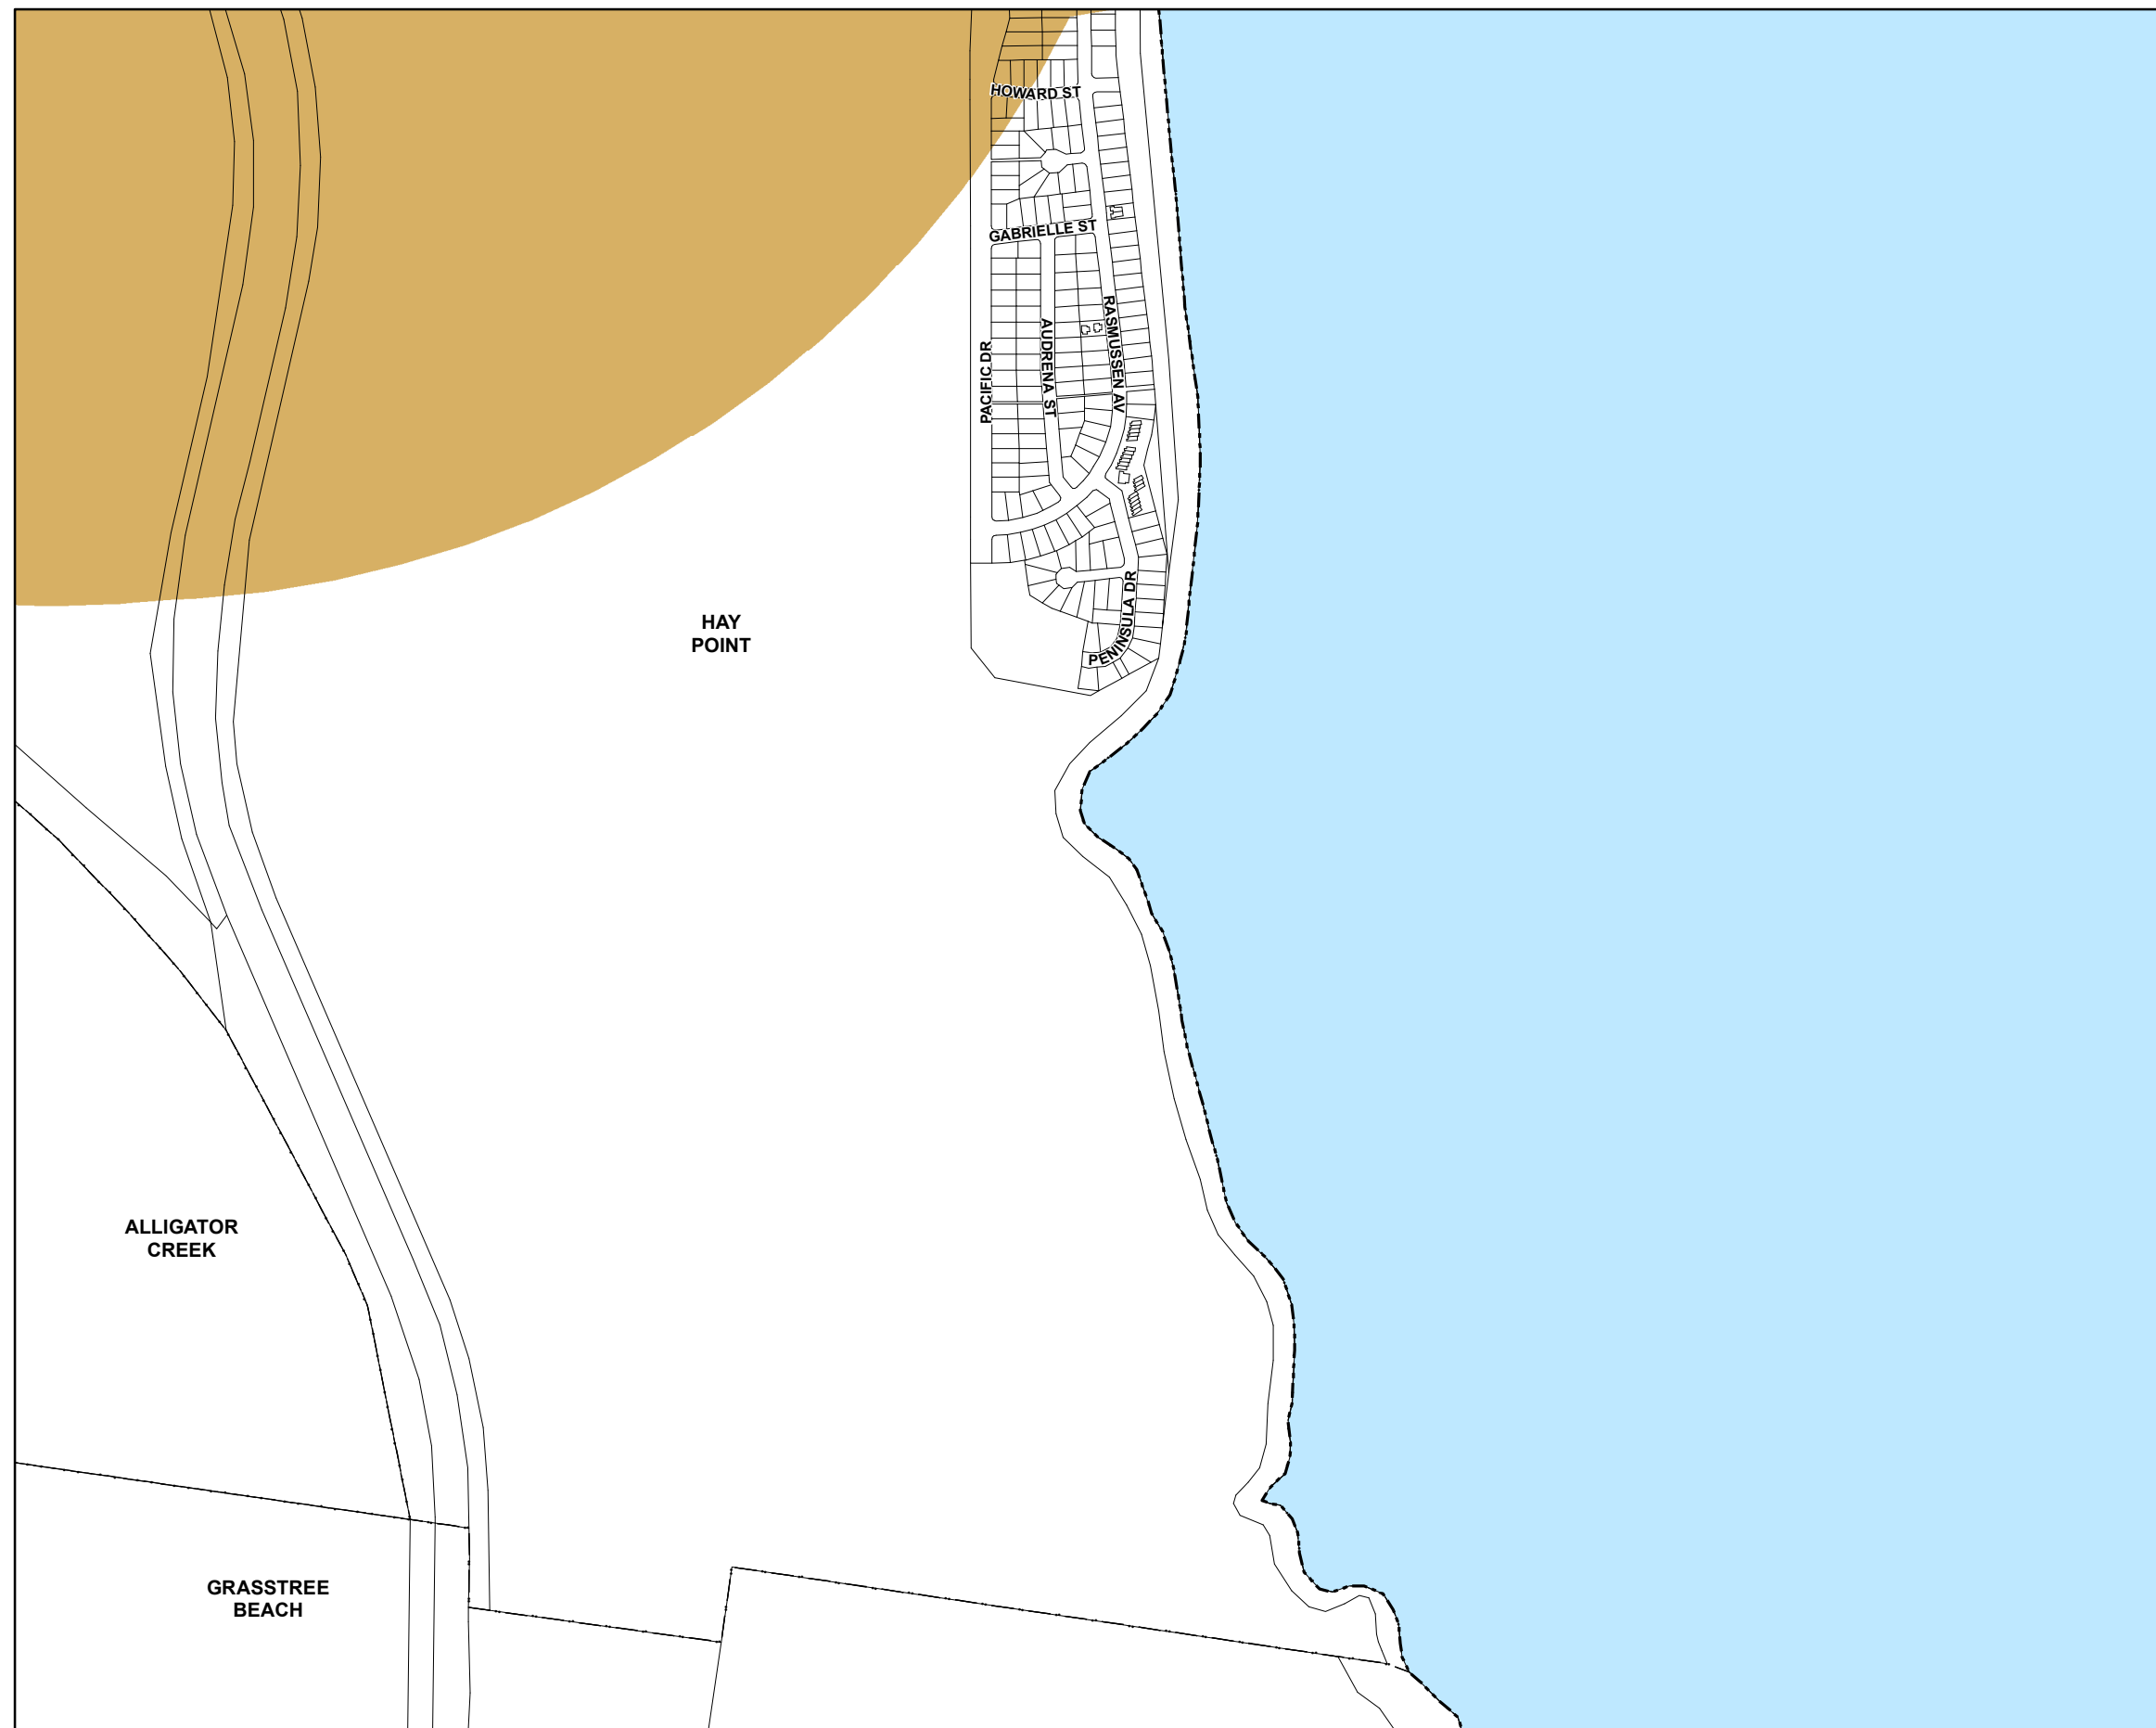 HOWARD ST
GABRIELLE ST
RASMUSSEN AV
AUDRENA ST
PACIFIC DR
PENINSULA DR
HAY
POINT
ALLIGATOR
CREEK
GRASSTREE
BEACH